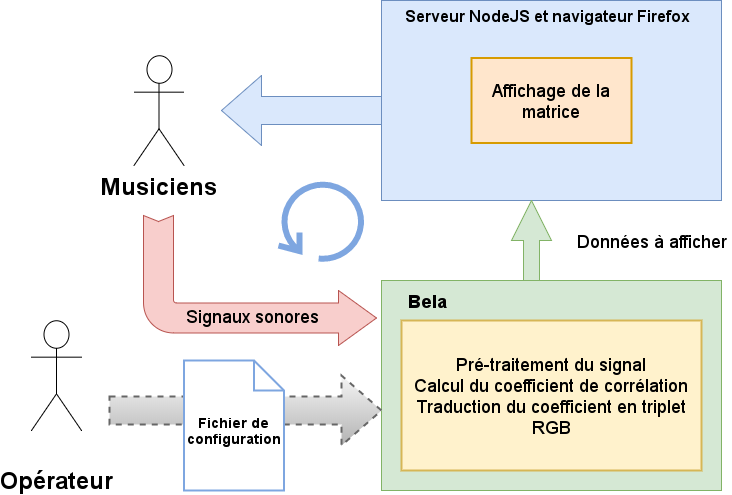 Serveur NodeJS et navigateur Firefox
Affichage de la
matrice
Musiciens
Données à afficher
Signaux sonores
Bela
Pré-traitement du signal
Calcul du coefficient de corrélation
Traduction du coefficient en triplet
RGB
Fichier de
configuration
Opérateur